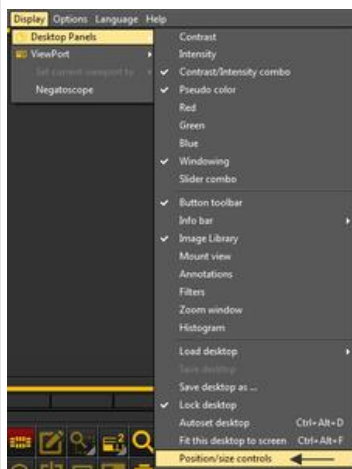 Display Options Language Help
Desktop Panels
ViewPort
Set current viewport to
Negatoscope
Contrast
Intensity
Contrast/Intensity combo
Pseudo color
Red
Green
Blue
Windowing
Slider combo
Button toolbar
Info bar
Image Library
Mount view
Annotations
Filters
Zoom window
Histogram
Load desktop
Save desktop
Save desktop as ...
Lock desktop
Autoset desktop Ctrl+Alt+D
Fit this desktop to screen Ctrl+Alt+F
Position/size controls